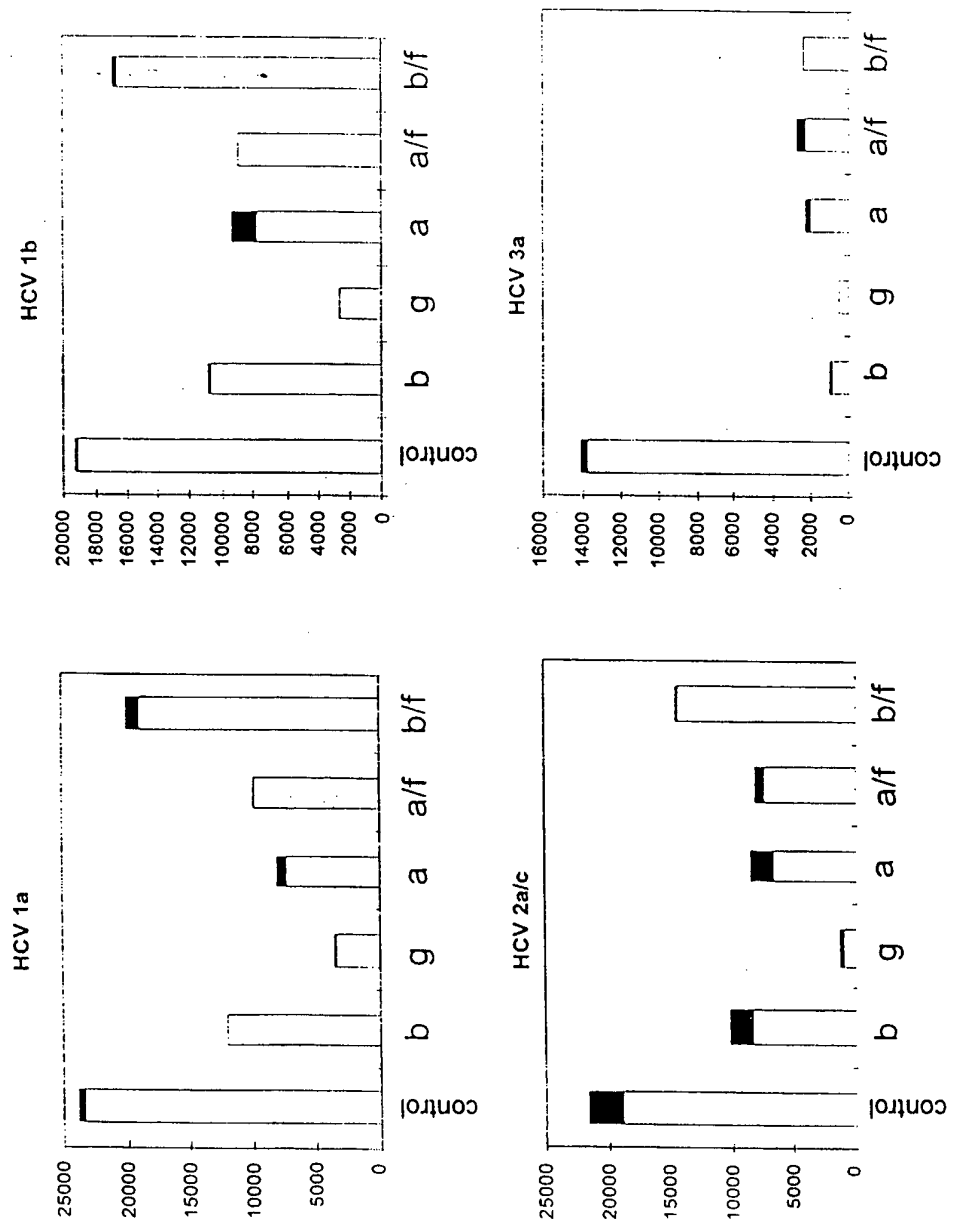 HCV 1a
25000
20000
15000
10000
5000
0
control
b
g
a
a/f
b/f
HCV 1b
20000
18000
16000
14000
12000
10000
8000
6000
4000
2000
0
control
b
g
a
a/f
b/f
HCV 2a/c
25000
20000
15000
10000
5000
0
control
b
g
a
a/f
b/f
HCV 3a
16000
14000
12000
10000
8000
6000
4000
2000
0
control
b
g
a
a/f
b/f